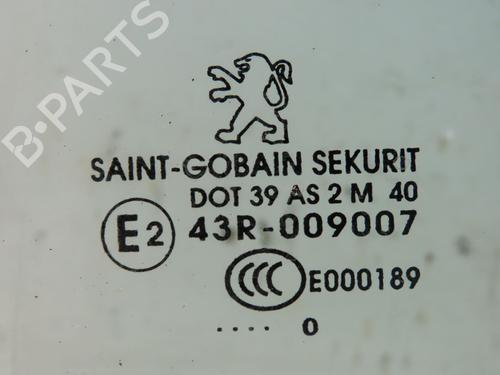 B-PARTS
SAINT-GOBAIN SEKURIT
DOT 39 AS 2 M 40
E2 43R-009007
CCC E000189
.... 0